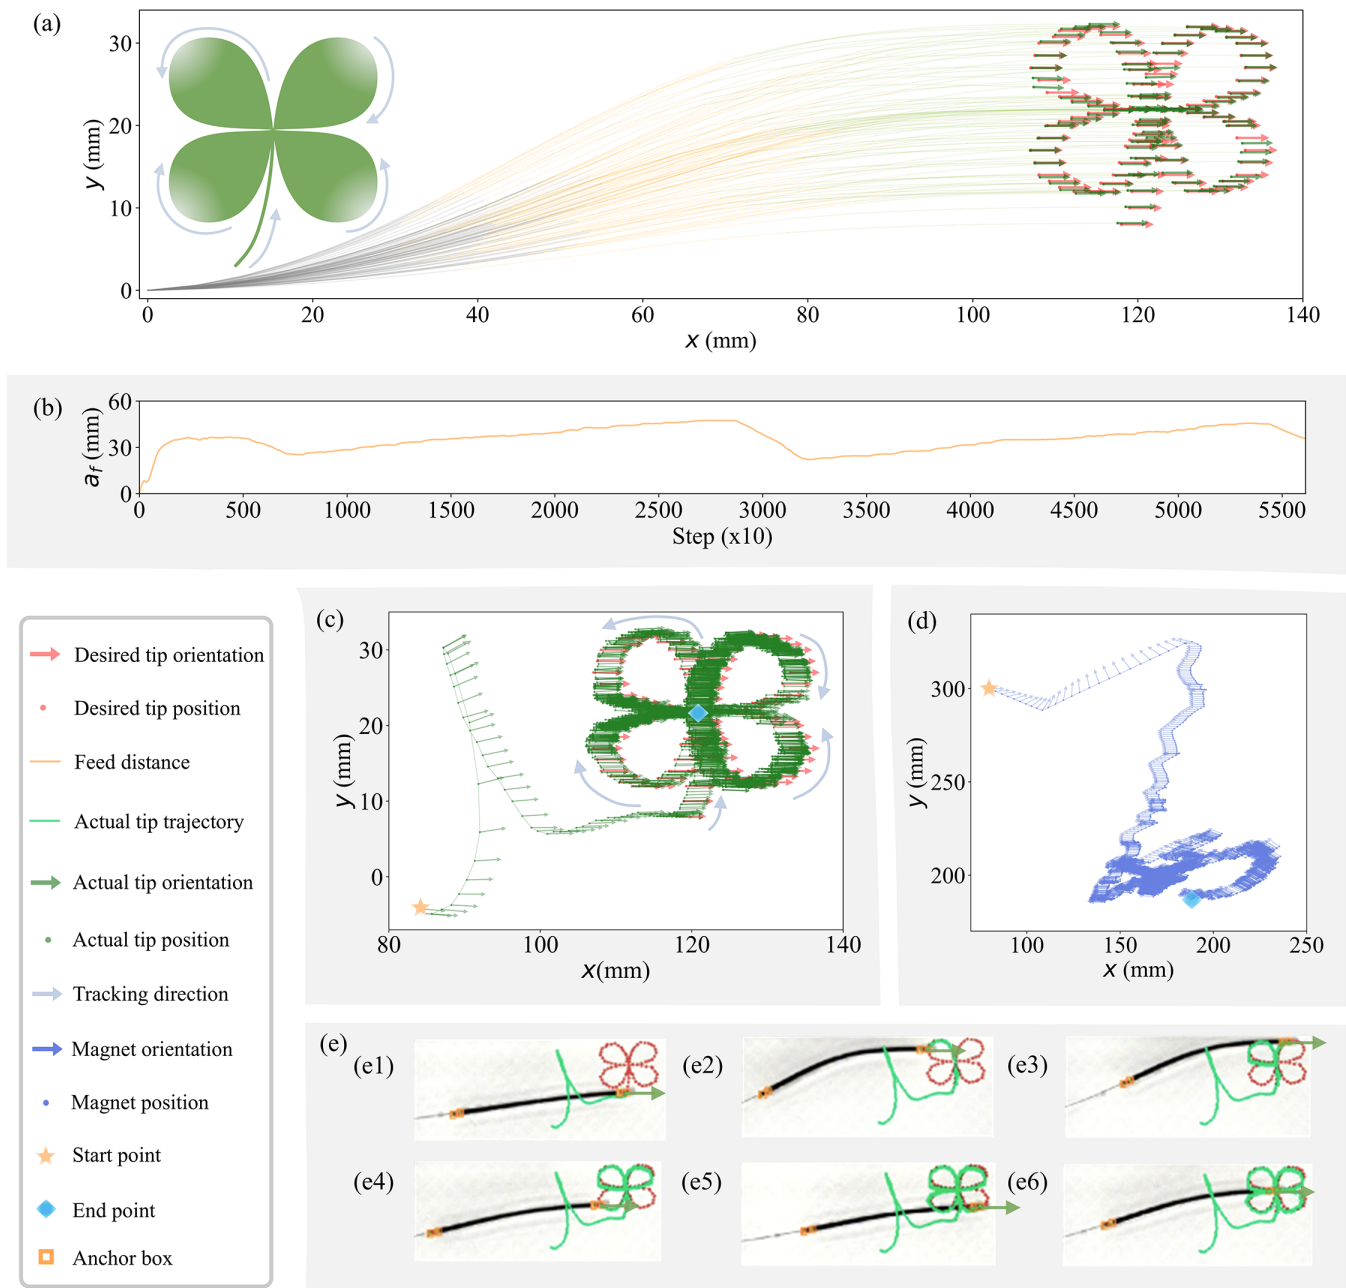 (a)
30
20
10
0
y (mm)
0
20
40
60
80
100
120
140
x (mm)
(b)
60
30
0
a_f (mm)
0
500
1000
1500
2000
2500
3000
3500
4000
4500
5000
5500
Step (x10)
Desired tip orientation
Desired tip position
Feed distance
Actual tip trajectory
Actual tip orientation
Actual tip position
Tracking direction
Magnet orientation
Magnet position
Start point
End point
Anchor box
(c)
30
20
10
0
y (mm)
80
100
120
140
x(mm)
(d)
300
250
200
y (mm)
100
150
200
250
x (mm)
(e)
(e1)
(e2)
(e3)
(e4)
(e5)
(e6)